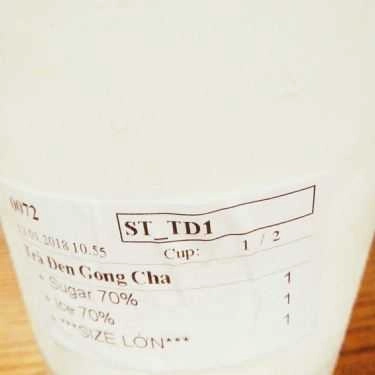 0072
ST_TD1
.01.2018 10.55
Cup: 1 / 2
Trà Đen Gong Cha 1
+ Sugar 70% 1
+ Ice 70% 1
+ ***SIZE LỚN***